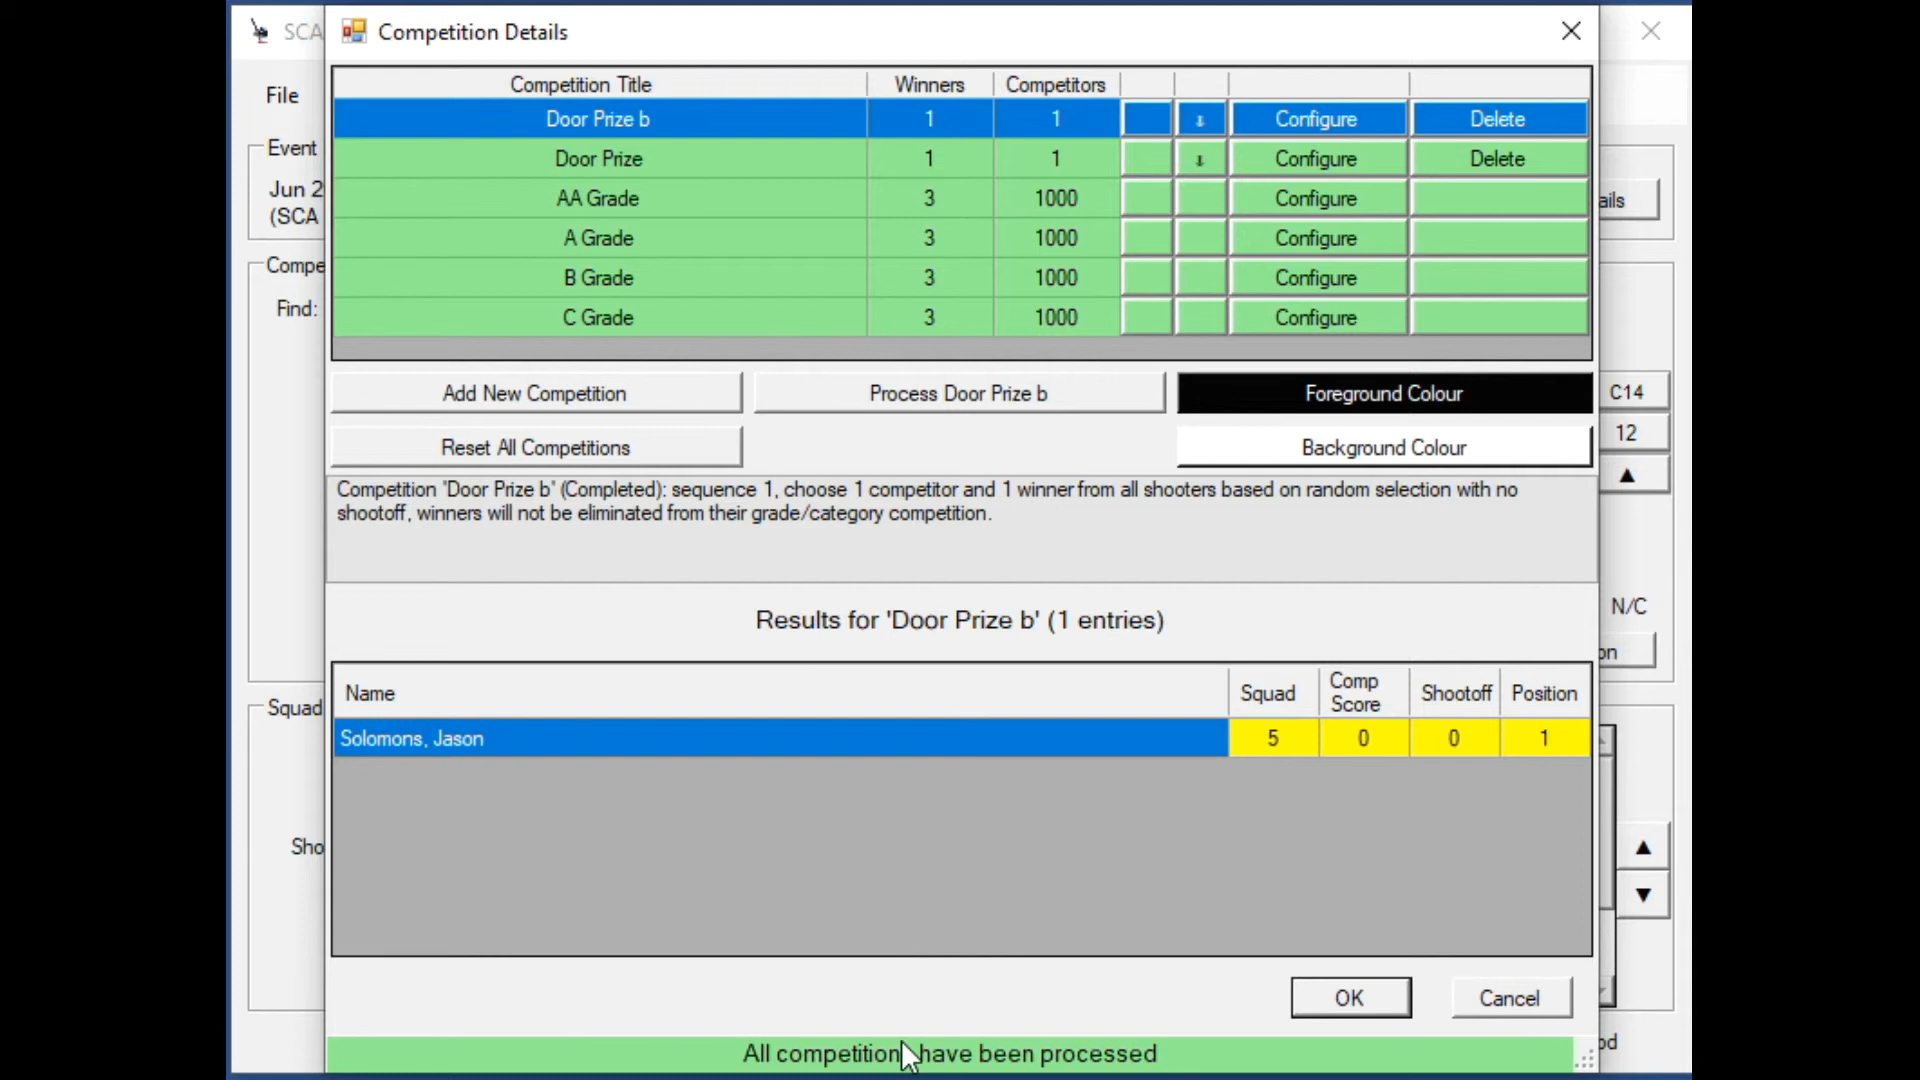 SCA
Competition Details
File
Competition Title Winners Competitors
Door Prize b 1 1 Configure Delete
Door Prize 1 1 Configure Delete
AA Grade 3 1000 Configure
A Grade 3 1000 Configure
B Grade 3 1000 Configure
C Grade 3 1000 Configure
Event
Jun 2
(SCA
ails
Compe
Find:
Add New Competition Process Door Prize b Foreground Colour C14
Reset All Competitions Background Colour 12
Competition 'Door Prize b' (Completed): sequence 1, choose 1 competitor and 1 winner from all shooters based on random selection with no
shootoff, winners will not be eliminated from their grade/category competition.
Results for 'Door Prize b' (1 entries)
N/C
on
Squad
Name Squad Comp Score Shootoff Position
Solomons, Jason 5 0 0 1
Sho
OK Cancel
All competition have been processed
od